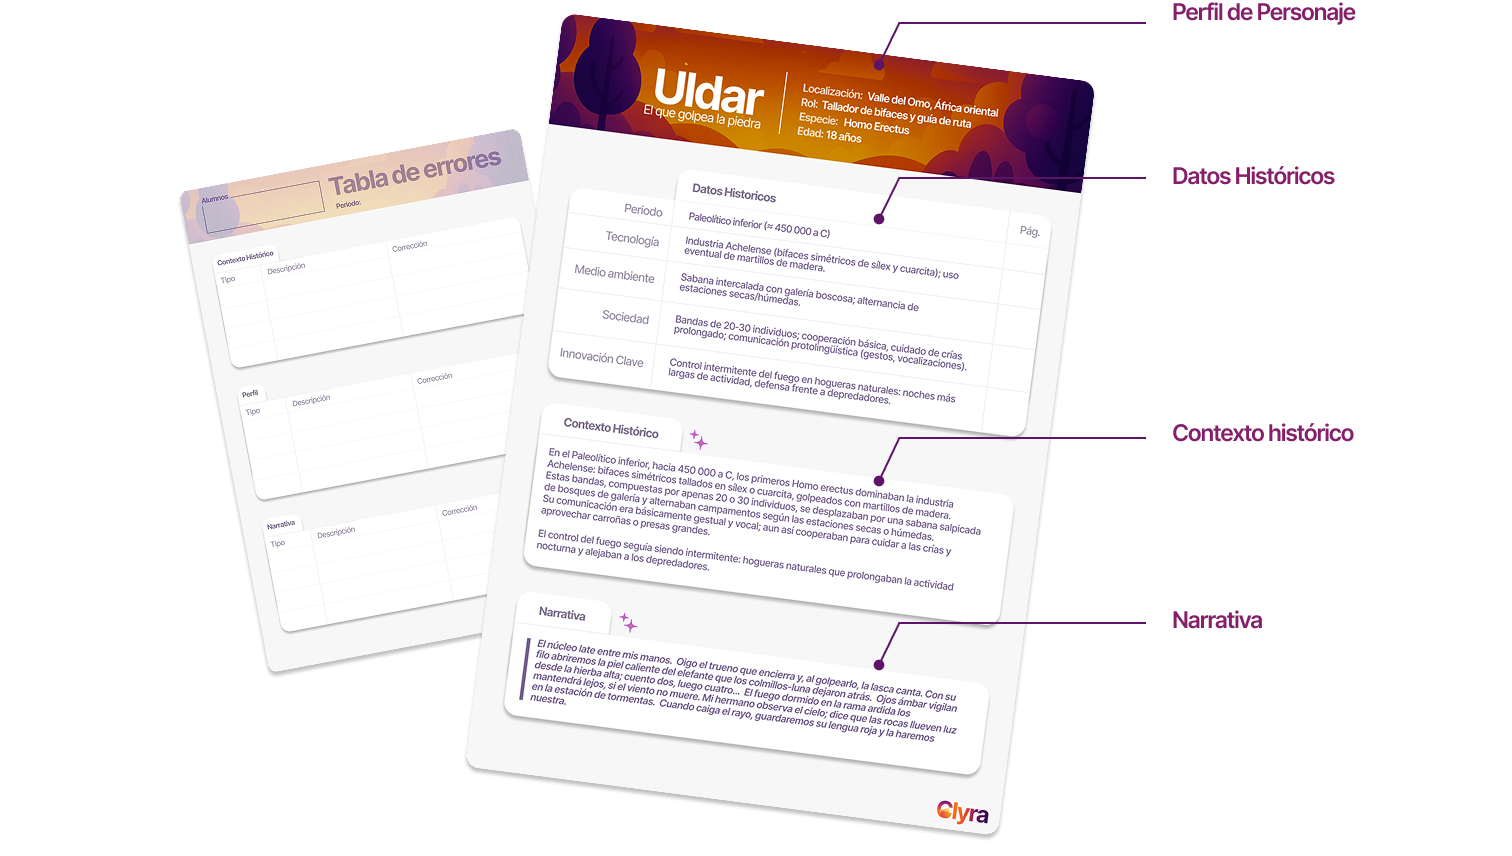 Perfil de Personaje
Datos Históricos
Contexto histórico
Narrativa
Uldar
El que golpea la piedra
Localización: Valle del Omo, África oriental
Rol: Tallador de bifaces y guía de ruta
Especie: Homo Erectus
Edad: 18 años
Datos Historicos
Pág.
Periodo
Paleolítico inferior (≈ 450 000 a C)
Tecnología
Industria Achelense (bifaces simétricos de sílex y cuarcita); uso
eventual de martillos de madera.
Medio ambiente
Sabana intercalada con galería boscosa; alternancia de
estaciones secas/húmedas.
Sociedad
Bandas de 20-30 individuos; cooperación básica, cuidado de crías
prolongado; comunicación protolingüística (gestos, vocalizaciones).
Innovación Clave
Control intermitente del fuego en hogueras naturales: noches más
largas de actividad, defensa frente a depredadores.
Contexto Histórico
En el Paleolítico inferior, hacia 450 000 a C, los primeros Homo erectus dominaban la industria
Achelense: bifaces simétricos tallados en sílex o cuarcita, golpeados con martillos de madera.
Estas bandas, compuestas por apenas 20 o 30 individuos, se desplazaban por una sabana salpicada
de bosques de galería y alternaban campamentos según las estaciones secas o húmedas.
Su comunicación era básicamente gestual y vocal; aun así cooperaban para cuidar a las crías y
aprovechar carroñas o presas grandes.
El control del fuego seguía siendo intermitente: hogueras naturales que prolongaban la actividad
nocturna y alejaban a los depredadores.
Narrativa
El núcleo late entre mis manos. Oigo el trueno que encierra y, al golpearlo, la lasca canta. Con su
filo abriremos la piel caliente del elefante que los colmillos-luna dejaron atrás. Ojos ámbar vigilan
desde la hierba alta; cuento dos, luego cuatro... El fuego dormido en la rama ardida los
mantendrá lejos, si el viento no muere. Mi hermano observa el cielo; dice que las rocas llueven luz
en la estación de tormentas. Cuando caiga el rayo, guardaremos su lengua roja y la haremos
nuestra.
Clyra
Tabla de errores
Alumnos
Periodo:
Contexto Histórico
Tipo
Descripción
Corrección
Perfil
Tipo
Descripción
Corrección
Narrativa
Tipo
Descripción
Corrección